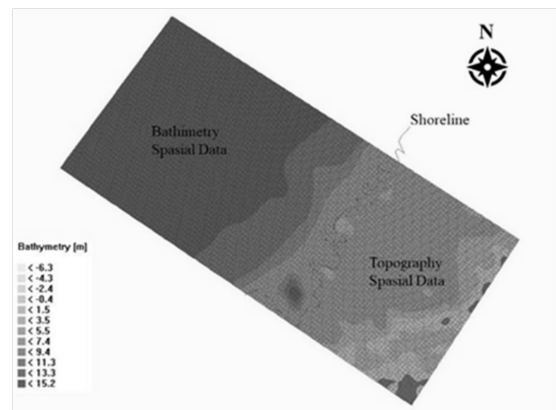 N
Shoreline
Bathimetry
Spasial Data
Topography
Spasial Data
Bathymetry [m]
< -6.3
< -4.3
< -2.4
< -0.4
< 1.5
< 3.5
< 5.5
< 7.4
< 9.4
< 11.3
< 13.3
< 15.2